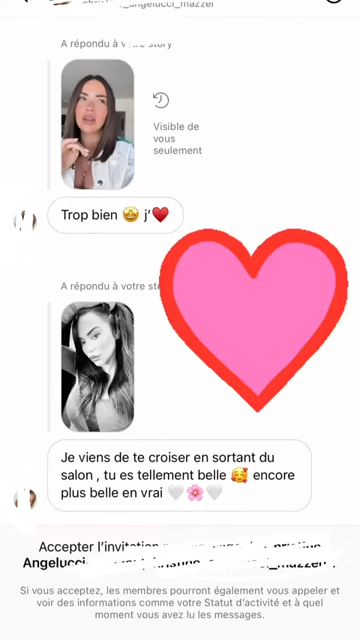 _angelucci_mazzei
A répondu à votre story
Visible de
vous
seulement
Trop bien 🤩 j'❤️
A répondu à votre
Je viens de te croiser en sortant du
salon , tu es tellement belle 🥰 encore
plus belle en vrai 🤍🌸🤍
Accepter l'invitation
Angelucci
Si vous acceptez, les membres pourront également vous appeler et
voir des informations comme votre Statut d'activité et à quel
moment vous avez lu les messages.